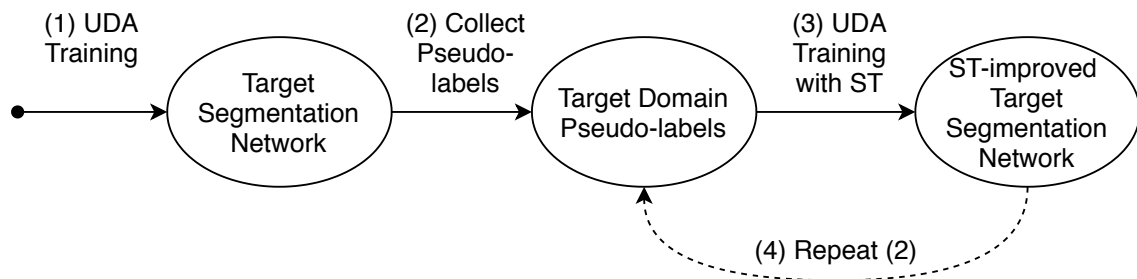 (1) UDA
Training
Target
Segmentation
Network
(2) Collect
Pseudo-
labels
Target Domain
Pseudo-labels
(3) UDA
Training
with ST
ST-improved
Target
Segmentation
Network
(4) Repeat (2)